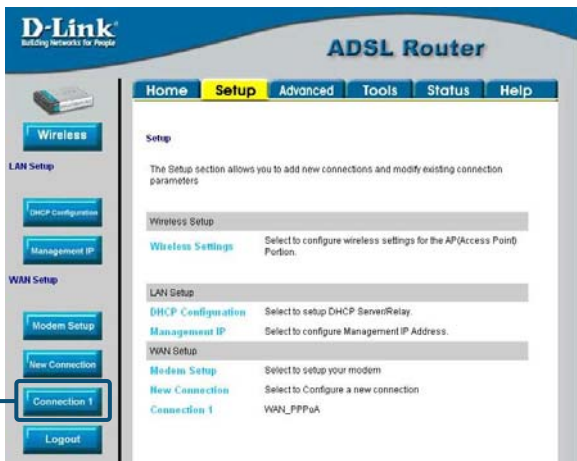 D-Link
Building Networks for People
ADSL Router
Home Setup Advanced Tools Status Help
Wireless
LAN Setup
DHCP Configuration
Management IP
WAN Setup
Modem Setup
New Connection
Connection 1
Logout
Setup
The Setup section allows you to add new connections and modify existing connection
parameters
Wireless Setup
Wireless Settings Select to configure wireless settings for the AP(Access Point)
Portion.
LAN Setup
DHCP Configuration Select to setup DHCP Server/Relay.
Management IP Select to configure Management IP Address.
WAN Setup
Modem Setup Select to setup your modem
New Connection Select to Configure a new connection
Connection 1 WAN_PPPoA